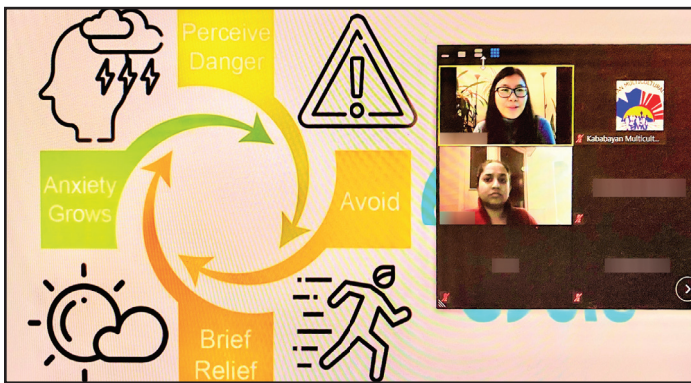 Perceive
Danger
Anxiety
Grows
Avoid
Brief
Relief
Kababayan Multicult...